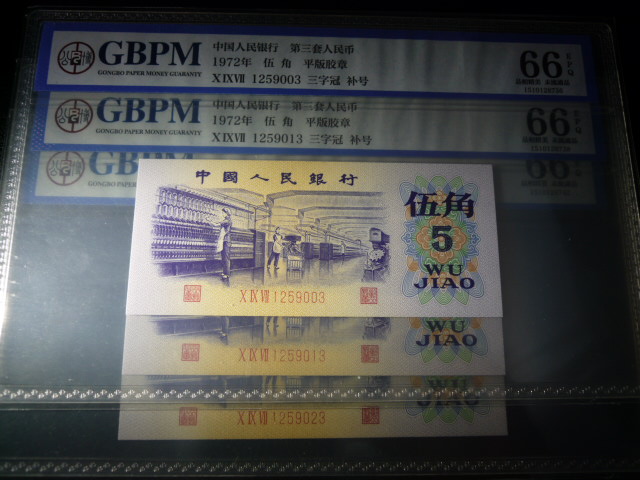 GBPM
GONGBO PAPER MONEY GUARANTY
中国人民银行 第三套人民币
1972年 伍角 平版胶章
XⅨⅦ 1259003 三字冠 补号
66 EPQ
GBPM
GONGBO PAPER MONEY GUARANTY
中国人民银行 第三套人民币
1972年 伍角 平版胶章
XⅨⅦ 1259013 三字冠 补号
66
GBPM
GONGBO PAPER MONEY GUARANTY
66
中國人民銀行
伍角
5
WU
JIAO
XⅨⅦ 1259003
WU
JIAO
XⅨⅦ 1259013
XⅨⅦ 1259023